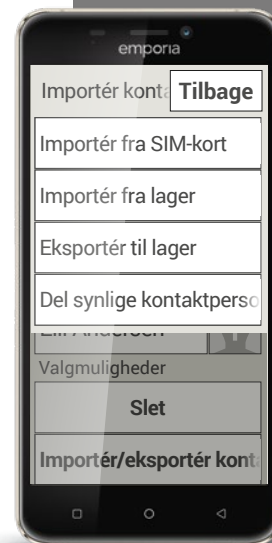 emporia
Importér konta
Tilbage
Importér fra SIM-kort
Importér fra lager
Eksportér til lager
Del synlige kontaktperso
Valgmuligheder
Slet
Importér/eksportér konta